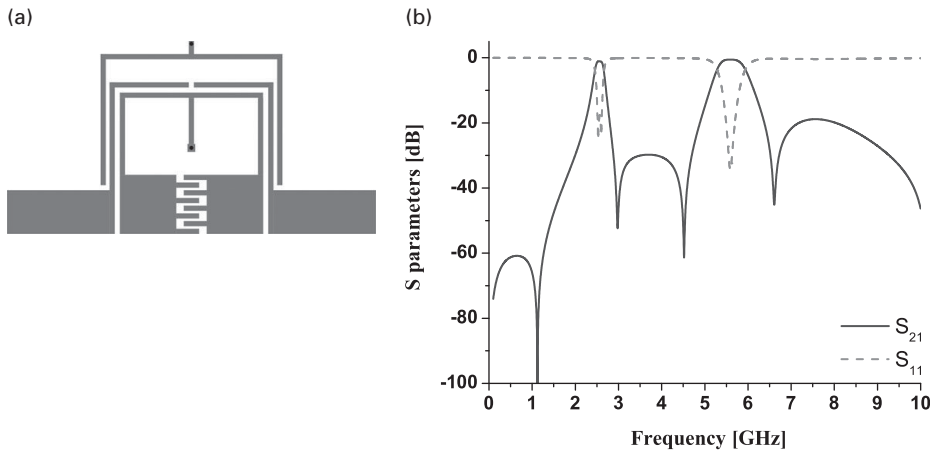 (a)
(b)
0
-20
-40
-60
-80
-100
S parameters [dB]
S21
S11
0 1 2 3 4 5 6 7 8 9 10
Frequency [GHz]